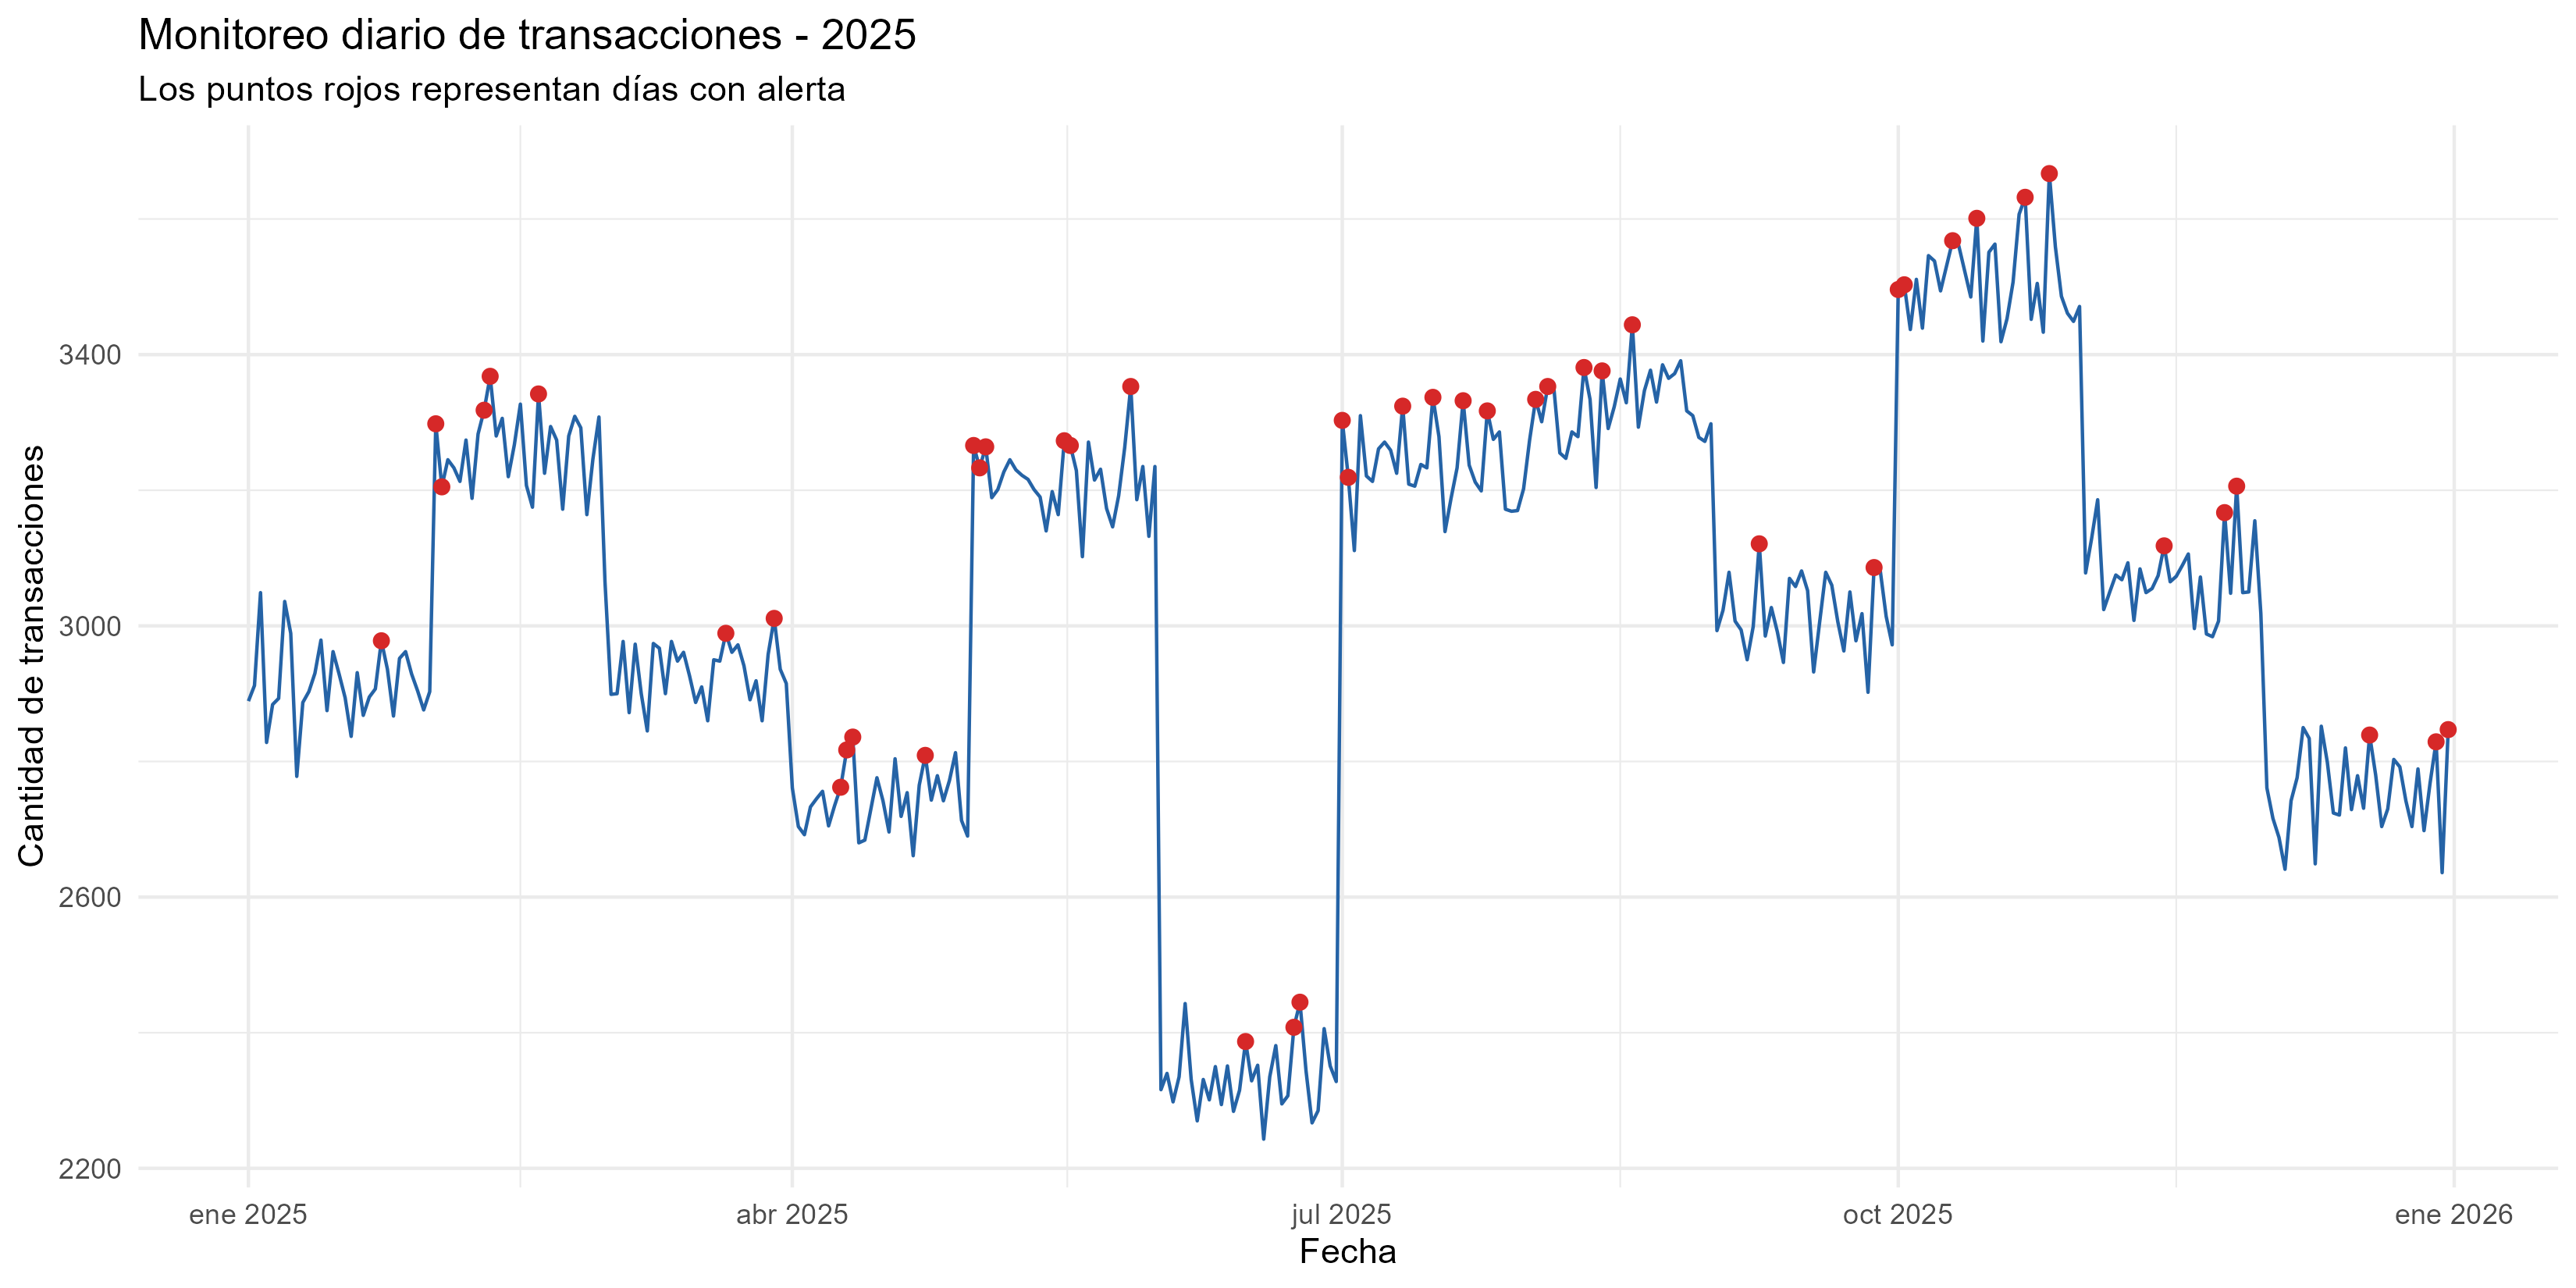 Monitoreo diario de transacciones - 2025
Los puntos rojos representan días con alerta
Cantidad de transacciones
3400
3000
2600
2200
ene 2025
abr 2025
jul 2025
oct 2025
ene 2026
Fecha